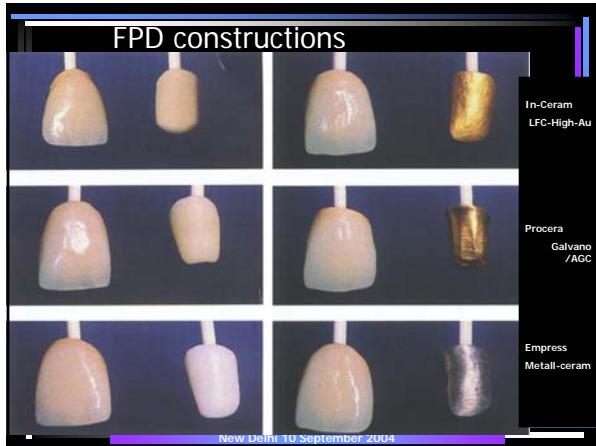 FPD constructions
In-Ceram
LFC-High-Au
Procera
Galvano
/AGC
Empress
Metall-ceram
New Delhi 10 September 2004